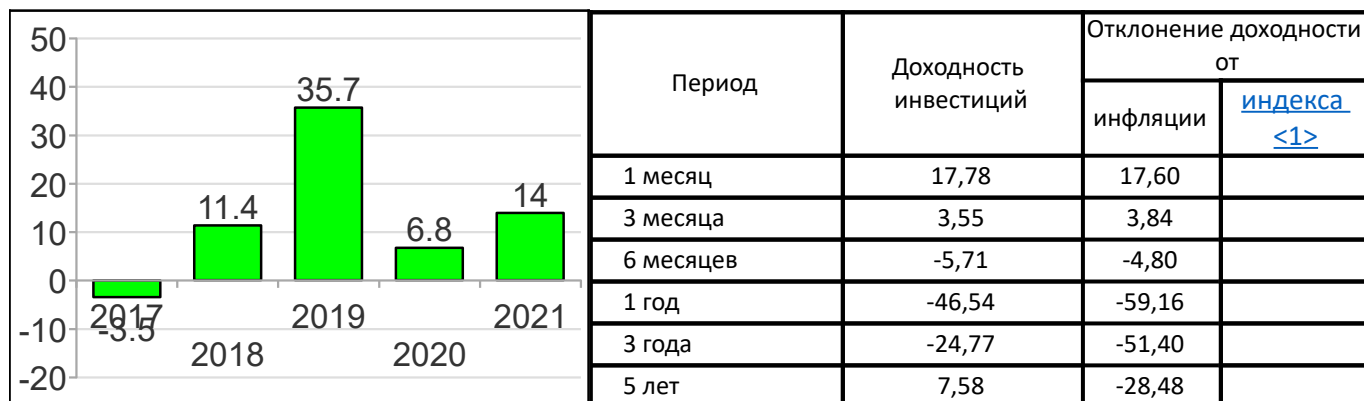 50
40
30
20
10
0
-10
-20
-3.5
11.4
35.7
6.8
14
2017
2018
2019
2020
2021
Период
Доходность
инвестиций
Отклонение доходности
от
инфляции
индекса
<1>
1 месяц 17,78 17,60
3 месяца 3,55 3,84
6 месяцев -5,71 -4,80
1 год -46,54 -59,16
3 года -24,77 -51,40
5 лет 7,58 -28,48